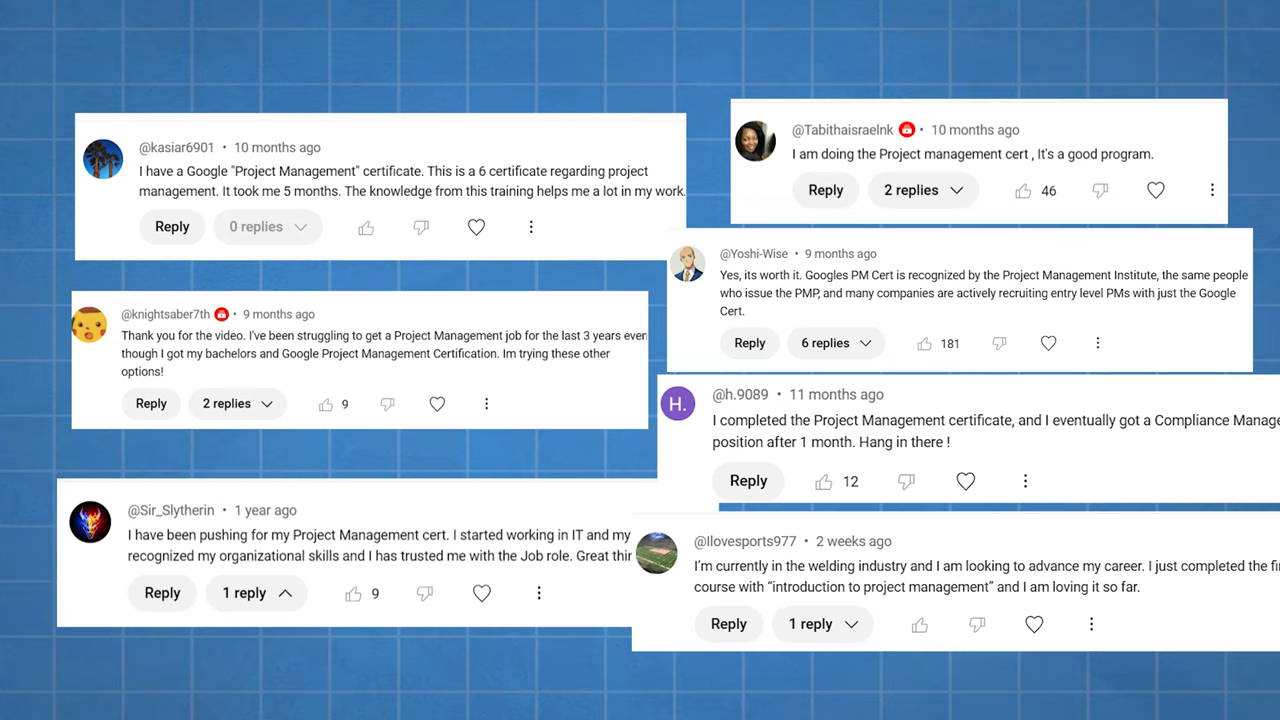 @kasiar6901 • 10 months ago
I have a Google "Project Management" certificate. This is a 6 certificate regarding project
management. It took me 5 months. The knowledge from this training helps me a lot in my work.
Reply 0 replies
@knightsaber7th • 9 months ago
Thank you for the video. I've been struggling to get a Project Management job for the last 3 years even
though I got my bachelors and Google Project Management Certification. Im trying these other
options!
Reply 2 replies 9
@Sir_Slytherin • 1 year ago
I have been pushing for my Project Management cert. I started working in IT and my
recognized my organizational skills and I has trusted me with the Job role. Great
Reply 1 reply 9
@Tabithaisraelnk • 10 months ago
I am doing the Project management cert , It's a good program.
Reply 2 replies 46
@Yoshi-Wise • 9 months ago
Yes, its worth it. Googles PM Cert is recognized by the Project Management Institute, the same people
who issue the PMP, and many companies are actively recruiting entry level PMs with just the Google
Cert.
Reply 6 replies 181
H.
@h.9089 • 11 months ago
I completed the Project Management certificate, and I eventually got a Compliance
position after 1 month. Hang in there !
Reply 12
@Ilovesports977 • 2 weeks ago
I'm currently in the welding industry and I am looking to advance my career. I just completed the
course with “introduction to project management” and I am loving it so far.
Reply 1 reply